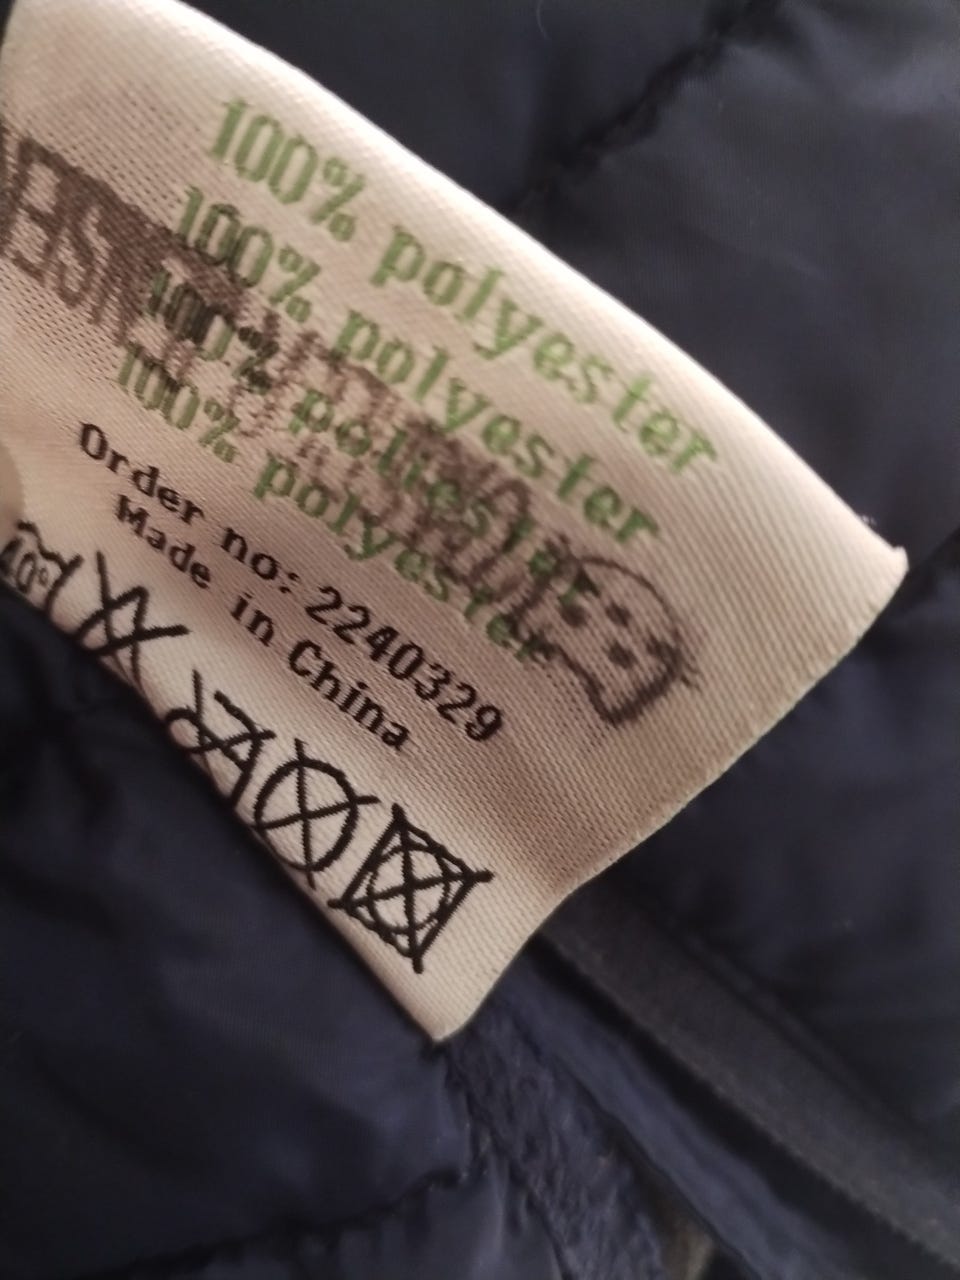 100% polyester
100% polyester
100% poliester
100% polyester
Order no: 2240329
Made in China
40°